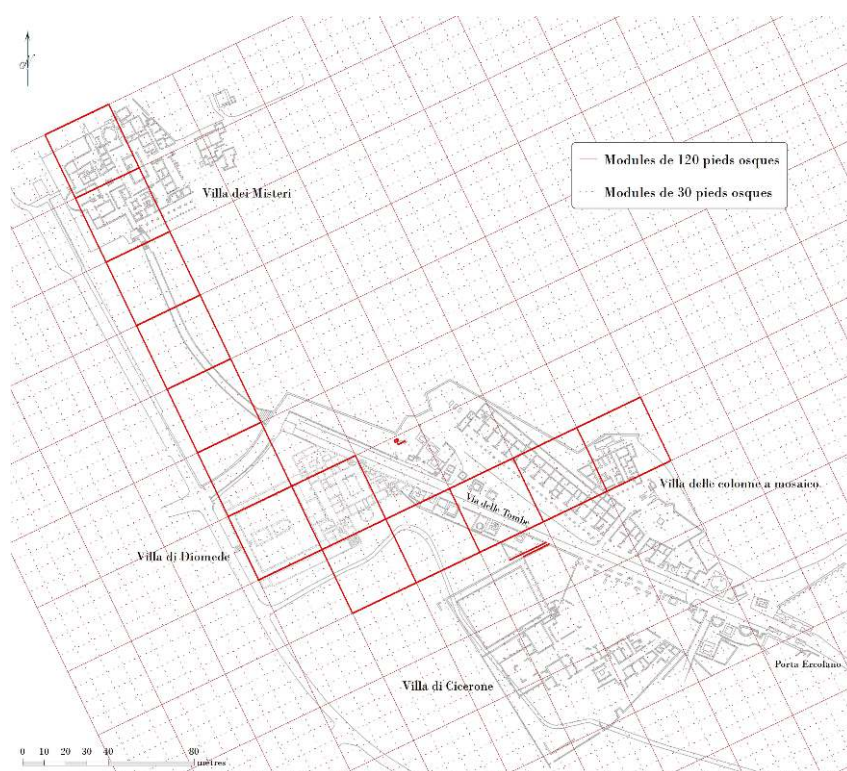 Modules de 120 pieds osques
Villa dei Misteri
Modules de 30 pieds osques
Villa delle colonne a mosaico
Via delle Tombe
Villa di Diomede
Porta Ercolano
Villa di Cicerone
0 10 20 30 40 80
mètres